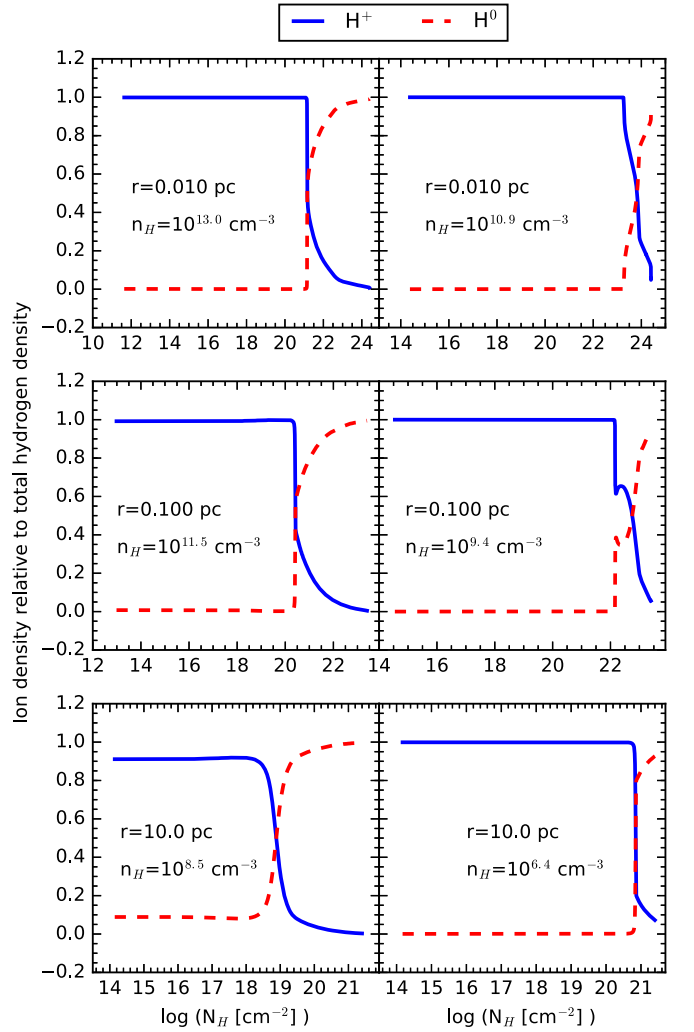 H⁺ H⁰
Ion density relative to total hydrogen density
1.2
1.0
0.8
0.6
0.4
0.2
0.0
−0.2
r=0.010 pc
n_H=10^{13.0} cm^{−3}
10 12 14 16 18 20 22 24
r=0.010 pc
n_H=10^{10.9} cm^{−3}
14 16 18 20 22 24
1.2
1.0
0.8
0.6
0.4
0.2
0.0
−0.2
r=0.100 pc
n_H=10^{11.5} cm^{−3}
12 14 16 18 20 22 24
r=0.100 pc
n_H=10^{9.4} cm^{−3}
14 16 18 20 22
1.2
1.0
0.8
0.6
0.4
0.2
0.0
−0.2
r=10.0 pc
n_H=10^{8.5} cm^{−3}
14 15 16 17 18 19 20 21
log (N_H [cm^{−2}] )
r=10.0 pc
n_H=10^{6.4} cm^{−3}
14 15 16 17 18 19 20 21
log (N_H [cm^{−2}] )